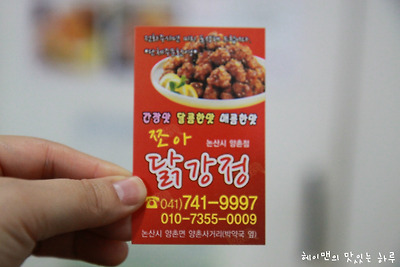 간장맛 달콤한맛 매콤한맛
쪼아 논산시 양촌점
닭강정
☎(041)741-9997
010-7355-0009
논산시 양촌면 양촌사거리(박약국 옆)
헤이맨의 맛있는 하루